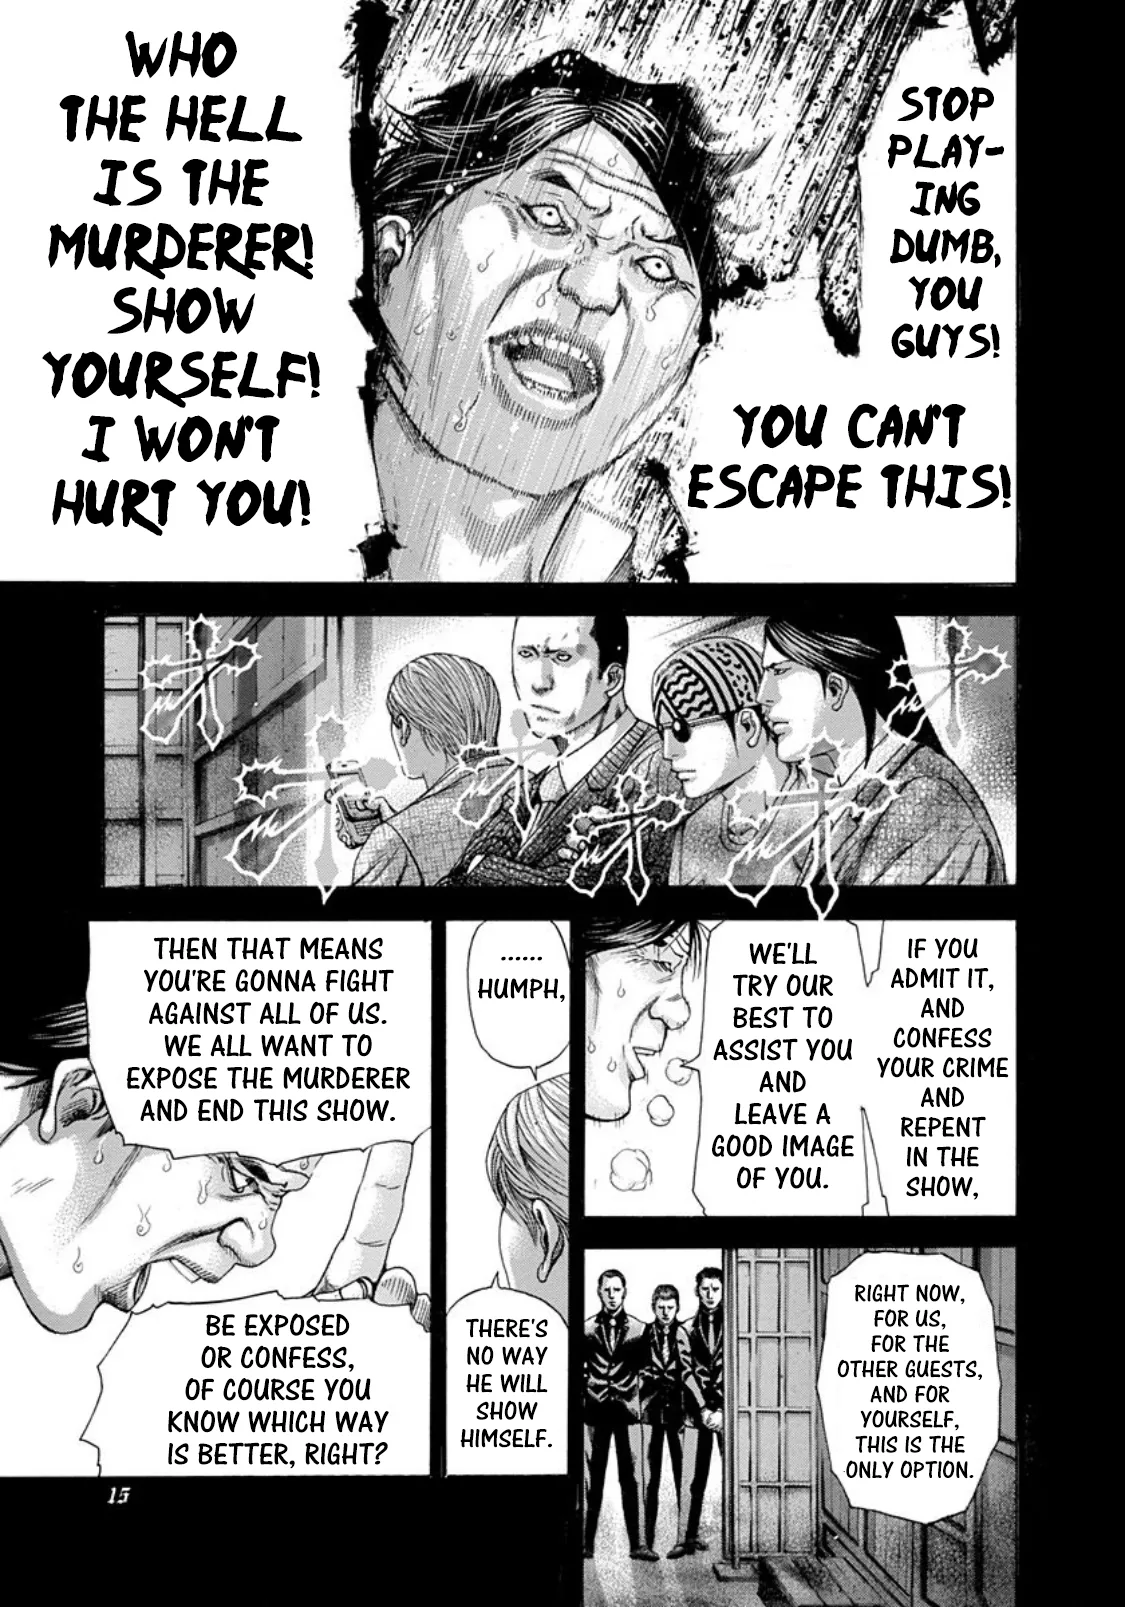 STOP
PLAY-
ING
DUMB,
YOU
GUYS!
YOU CAN'T
ESCAPE THIS!
WHO
THE HELL
IS THE
MURDERER!
SHOW
YOURSELF!
I WON'T
HURT YOU!
IF YOU
ADMIT IT,
AND
CONFESS
YOUR CRIME
AND
REPENT
IN THE
SHOW,
WE'LL
TRY OUR
BEST TO
ASSIST YOU
AND
LEAVE A
GOOD IMAGE
OF YOU.
RIGHT NOW,
FOR US,
FOR THE
OTHER GUESTS,
AND FOR
YOURSELF,
THIS IS THE
ONLY OPTION.
......
HUMPH,
THERE'S
NO WAY
HE WILL
SHOW
HIMSELF.
THEN THAT MEANS
YOU'RE GONNA FIGHT
AGAINST ALL OF US.
WE ALL WANT TO
EXPOSE THE MURDERER
AND END THIS SHOW.
BE EXPOSED
OR CONFESS,
OF COURSE YOU
KNOW WHICH WAY
IS BETTER, RIGHT?
15